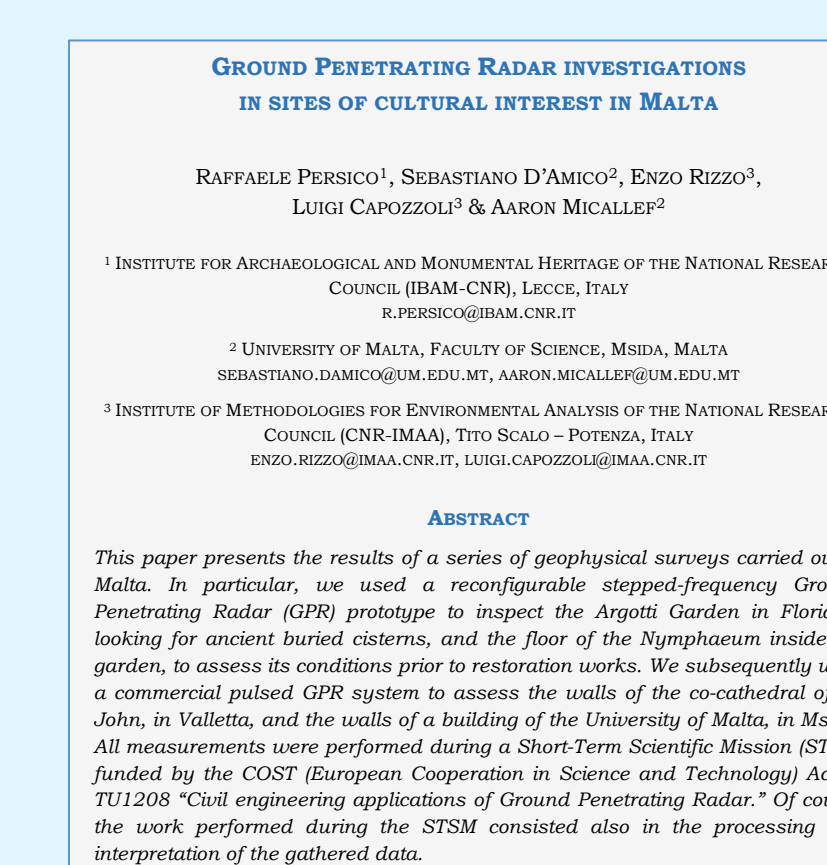 GROUND PENETRATING RADAR INVESTIGATIONS
IN SITES OF CULTURAL INTEREST IN MALTA
RAFFAELE PERSICO¹, SEBASTIANO D'AMICO², ENZO RIZZO³,
LUIGI CAPOZZOLI³ & AARON MICALLEF²
¹ INSTITUTE FOR ARCHAEOLOGICAL AND MONUMENTAL HERITAGE OF THE NATIONAL RESEAR
COUNCIL (IBAM-CNR), LECCE, ITALY
R.PERSICO@IBAM.CNR.IT
² UNIVERSITY OF MALTA, FACULTY OF SCIENCE, MSIDA, MALTA
SEBASTIANO.DAMICO@UM.EDU.MT, AARON.MICALLEF@UM.EDU.MT
³ INSTITUTE OF METHODOLOGIES FOR ENVIRONMENTAL ANALYSIS OF THE NATIONAL RESEAR
COUNCIL (CNR-IMAA), TITO SCALO – POTENZA, ITALY
ENZO.RIZZO@IMAA.CNR.IT, LUIGI.CAPOZZOLI@IMAA.CNR.IT
ABSTRACT
This paper presents the results of a series of geophysical surveys carried ou
Malta. In particular, we used a reconfigurable stepped-frequency Gro
Penetrating Radar (GPR) prototype to inspect the Argotti Garden in Flori
looking for ancient buried cisterns, and the floor of the Nymphaeum inside
garden, to assess its conditions prior to restoration works. We subsequently u
a commercial pulsed GPR system to assess the walls of the co-cathedral of
John, in Valletta, and the walls of a building of the University of Malta, in Ms
All measurements were performed during a Short-Term Scientific Mission (ST
funded by the COST (European Cooperation in Science and Technology) Ac
TU1208 “Civil engineering applications of Ground Penetrating Radar.” Of cou
the work performed during the STSM consisted also in the processing
interpretation of the gathered data.